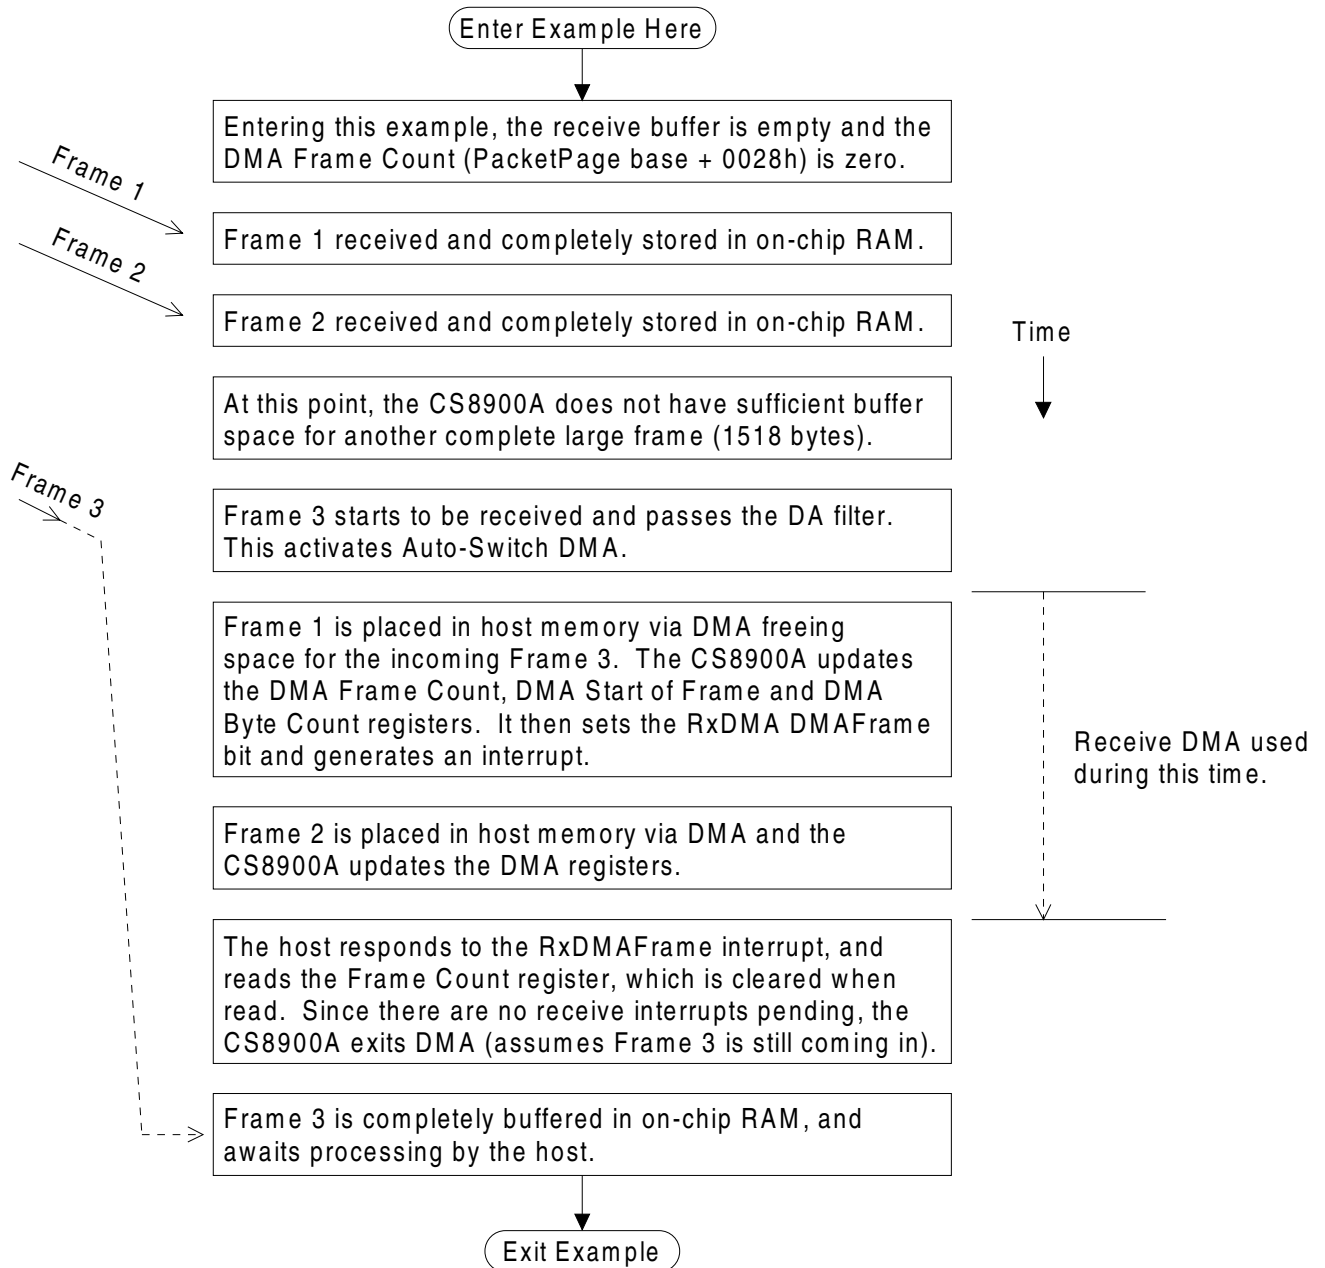 Enter Example Here
Entering this example, the receive buffer is empty and the
DMA Frame Count (PacketPage base + 0028h) is zero.
Frame 1
Frame 1 received and completely stored in on-chip RAM.
Frame 2
Frame 2 received and completely stored in on-chip RAM.
Time
At this point, the CS8900A does not have sufficient buffer
space for another complete large frame (1518 bytes).
Frame 3
Frame 3 starts to be received and passes the DA filter.
This activates Auto-Switch DMA.
Frame 1 is placed in host memory via DMA freeing
space for the incoming Frame 3. The CS8900A updates
the DMA Frame Count, DMA Start of Frame and DMA
Byte Count registers. It then sets the RxDMA DMAFrame
bit and generates an interrupt.
Receive DMA used
during this time.
Frame 2 is placed in host memory via DMA and the
CS8900A updates the DMA registers.
The host responds to the RxDMAFrame interrupt, and
reads the Frame Count register, which is cleared when
read. Since there are no receive interrupts pending, the
CS8900A exits DMA (assumes Frame 3 is still coming in).
Frame 3 is completely buffered in on-chip RAM, and
awaits processing by the host.
Exit Example